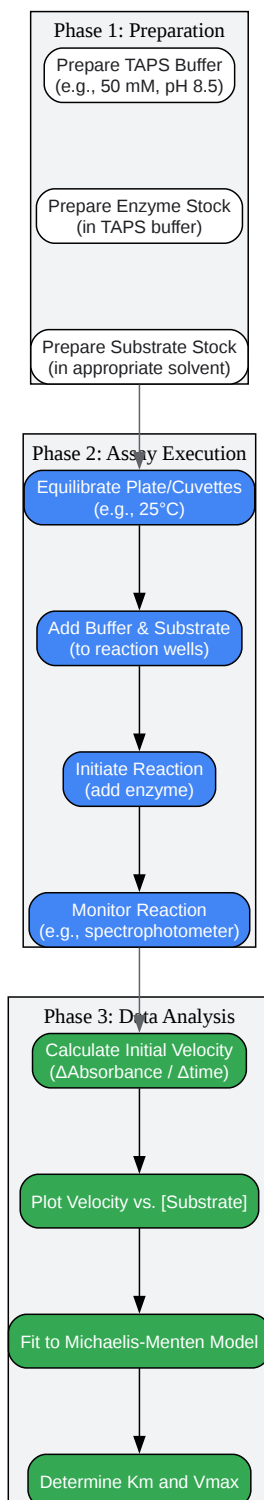 Phase 1: Preparation
Prepare TAPS Buffer
(e.g., 50 mM, pH 8.5)
Prepare Enzyme Stock
(in TAPS buffer)
Prepare Substrate Stock
(in appropriate solvent)
Phase 2: Assay Execution
Equilibrate Plate/Cuvettes
(e.g., 25°C)
Add Buffer & Substrate
(to reaction wells)
Initiate Reaction
(add enzyme)
Monitor Reaction
(e.g., spectrophotometer)
Phase 3: Data Analysis
Calculate Initial Velocity
(ΔAbsorbance / Δtime)
Plot Velocity vs. [Substrate]
Fit to Michaelis-Menten Model
Determine Km and Vmax